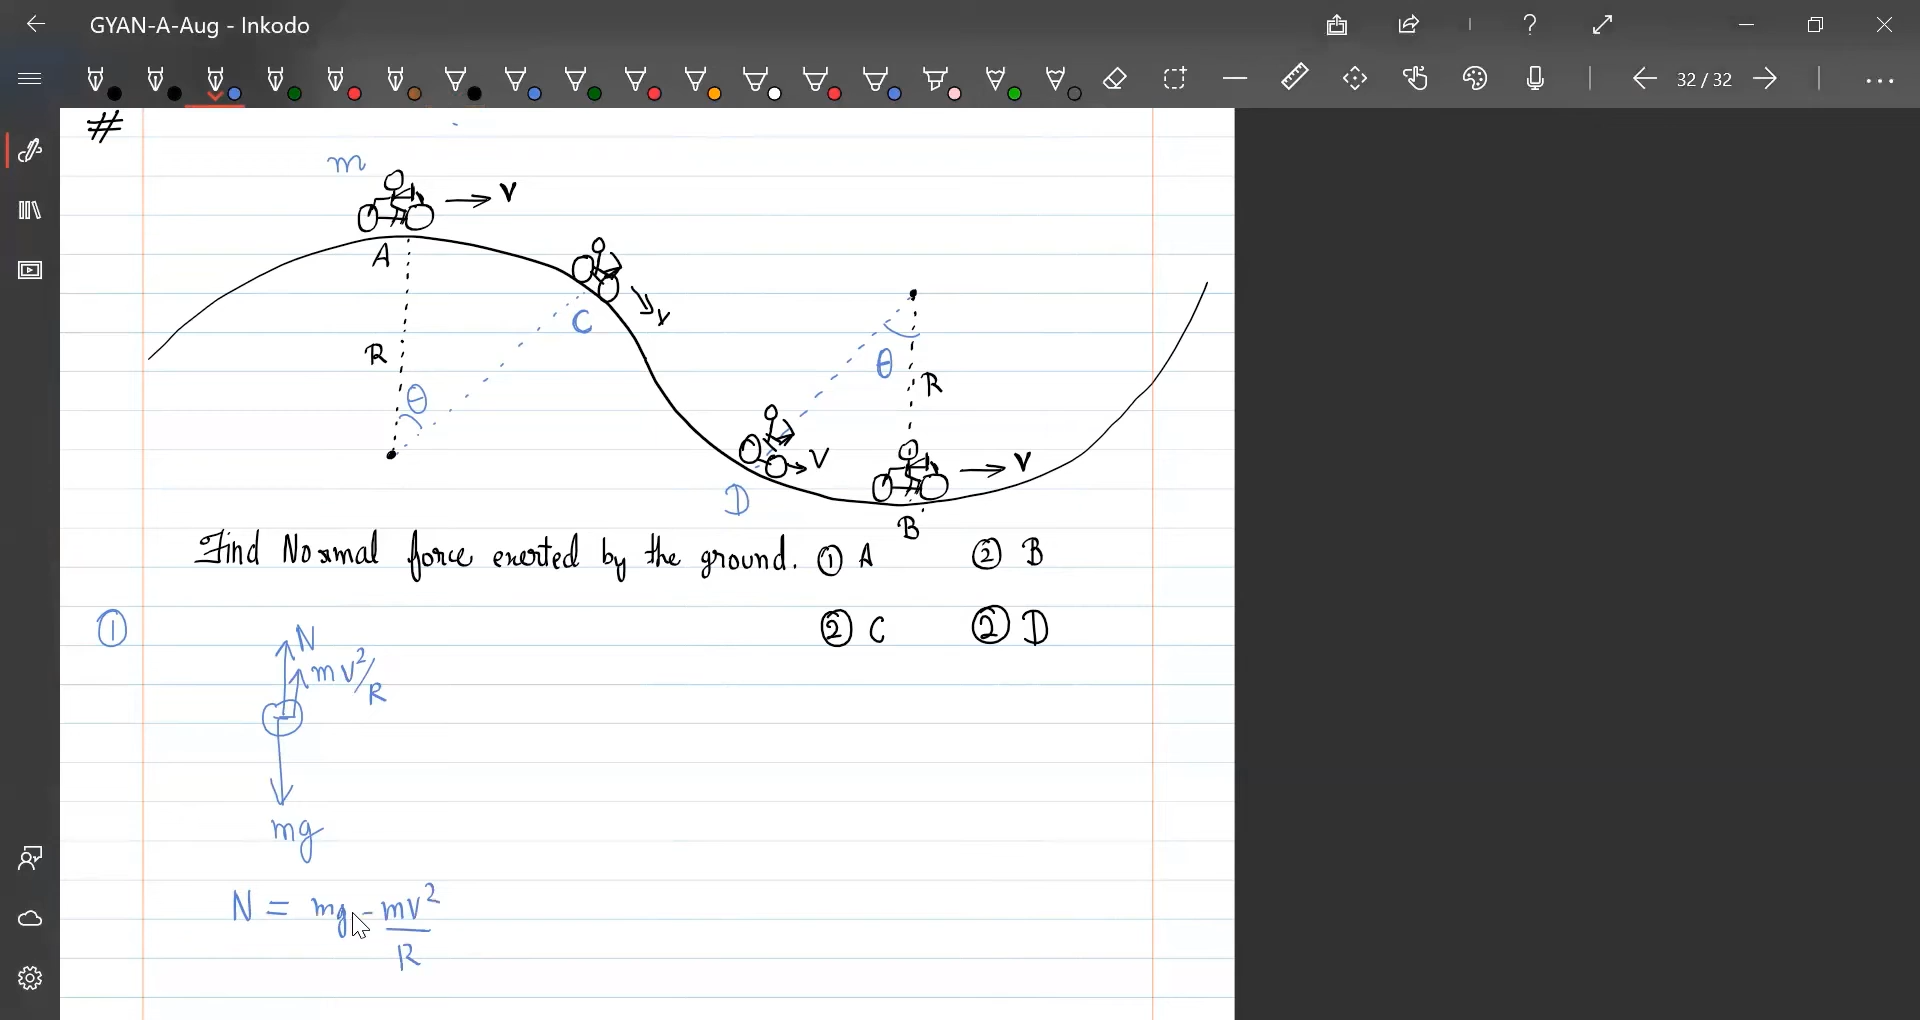 GYAN-A-Aug - Inkodo
32 / 32
#
m
V
A
C
V
R
θ
θ
R
V
V
D
B
Find Normal force exerted by the ground. ① A ② B
② C ② D
①
N
mv²/R
mg
N = mg - mv²/R